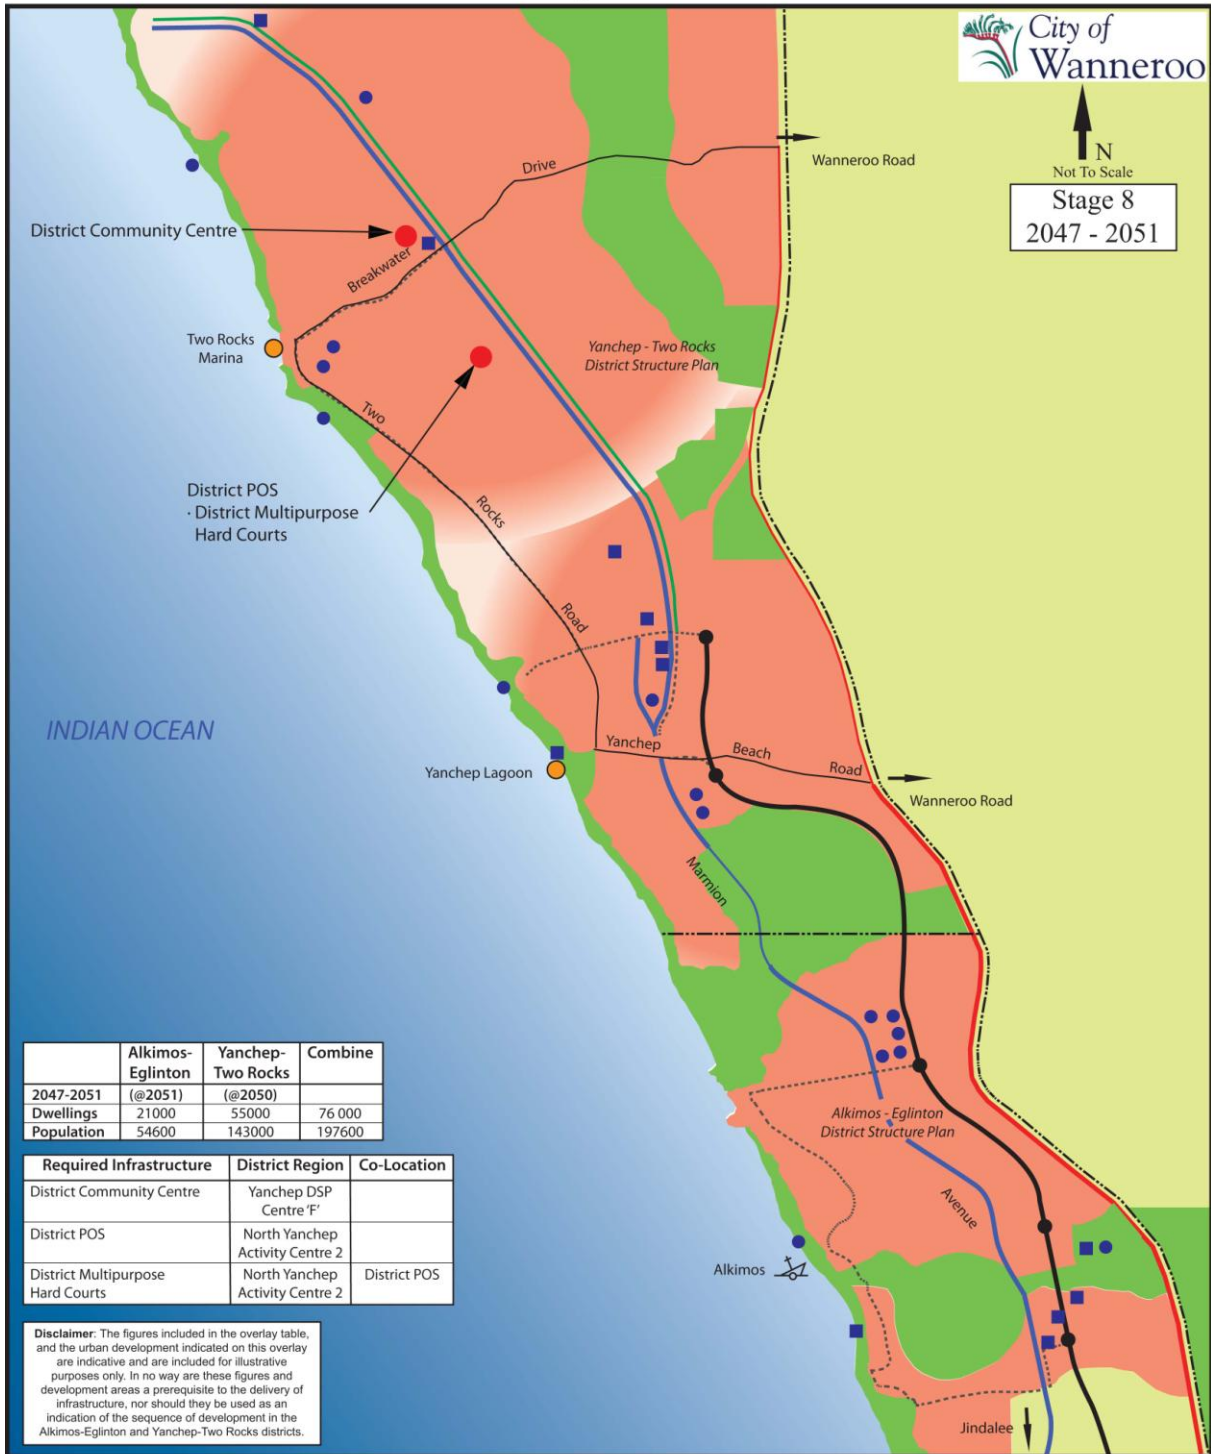 City of
Wanneroo
N
Not To Scale
Stage 8
2047 - 2051
Wanneroo Road
Drive
Breakwater
District Community Centre
Two Rocks
Marina
Yanchep - Two Rocks
District Structure Plan
Two
Rocks
Road
District POS
· District Multipurpose
Hard Courts
INDIAN OCEAN
Yanchep Lagoon
Yanchep
Beach
Road
Wanneroo Road
Marmion
Alkimos - Eglinton
District Structure Plan
Avenue
Alkimos
Jindalee
Alkimos-Eglinton Yanchep-Two Rocks Combine
2047-2051 (@2051) (@2050)
Dwellings 21000 55000 76 000
Population 54600 143000 197600
Required Infrastructure District Region Co-Location
District Community Centre Yanchep DSP
Centre 'F'
District POS North Yanchep
Activity Centre 2
District Multipurpose North Yanchep District POS
Hard Courts Activity Centre 2
Disclaimer: The figures included in the overlay table,
and the urban development indicated on this overlay
are indicative and are included for illustrative
purposes only. In no way are these figures and
development areas a prerequisite to the delivery of
infrastructure, nor should they be used as an
indication of the sequence of development in the
Alkimos-Eglinton and Yanchep-Two Rocks districts.